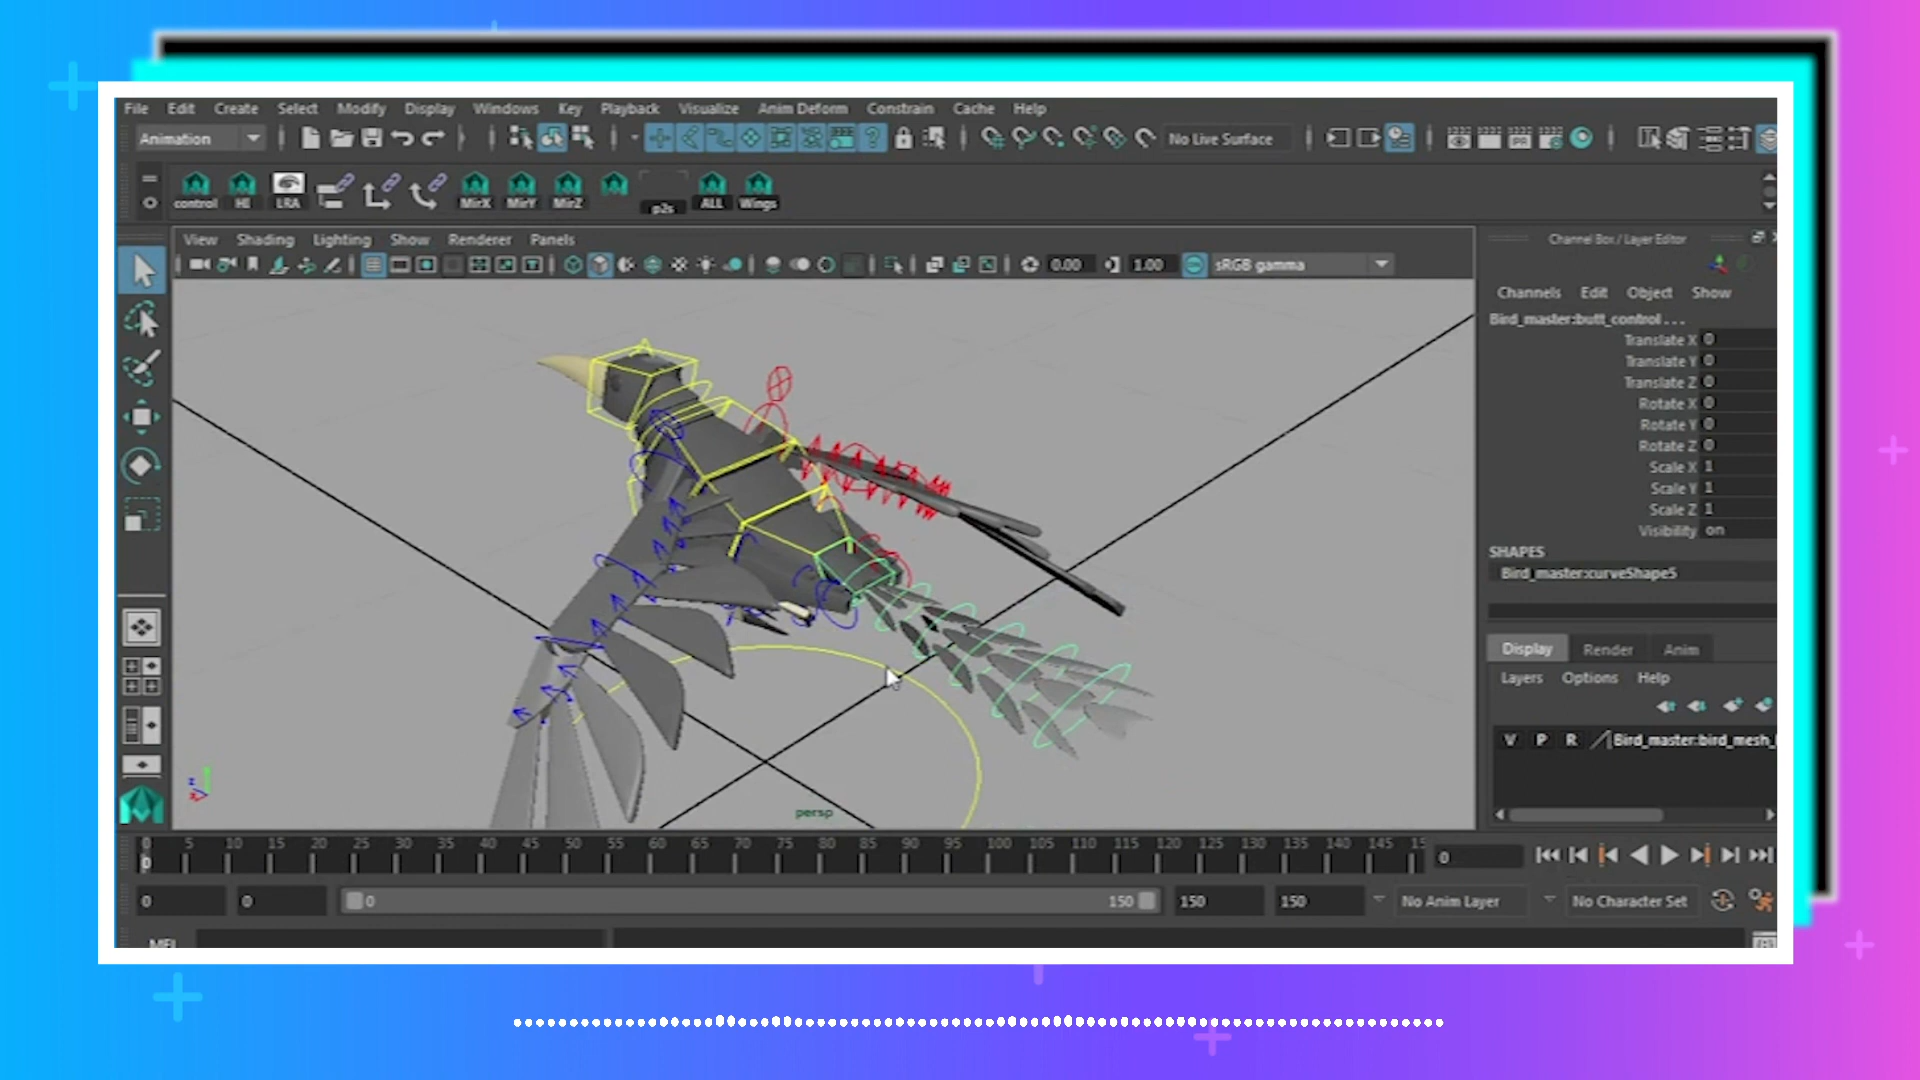 File Edit Create Select Modify Display Windows Key Playback Visualize Anim Deform Constrain Cache Help
Animation No Live Surface
control HI LRA MirX MirY MirZ p2s ALL Wings
View Shading Lighting Show Renderer Panels
0.00 1.00 sRGB gamma
Channel Box / Layer Editor
Channels Edit Object Show
Bird_master:butt_control . . .
Translate X 0
Translate Y 0
Translate Z 0
Rotate X 0
Rotate Y 0
Rotate Z 0
Scale X 1
Scale Y 1
Scale Z 1
Visibility on
SHAPES
Bird_master:curveShape5
Display Render Anim
Layers Options Help
V P R Bird_master:bird_mesh_
persp
0 5 10 15 20 25 30 35 40 45 50 55 60 65 70 75 80 85 90 95 100 105 110 115 120 125 130 135 140 145 15
0 0
0 0 0 150 150 150 No Anim Layer No Character Set
MEL